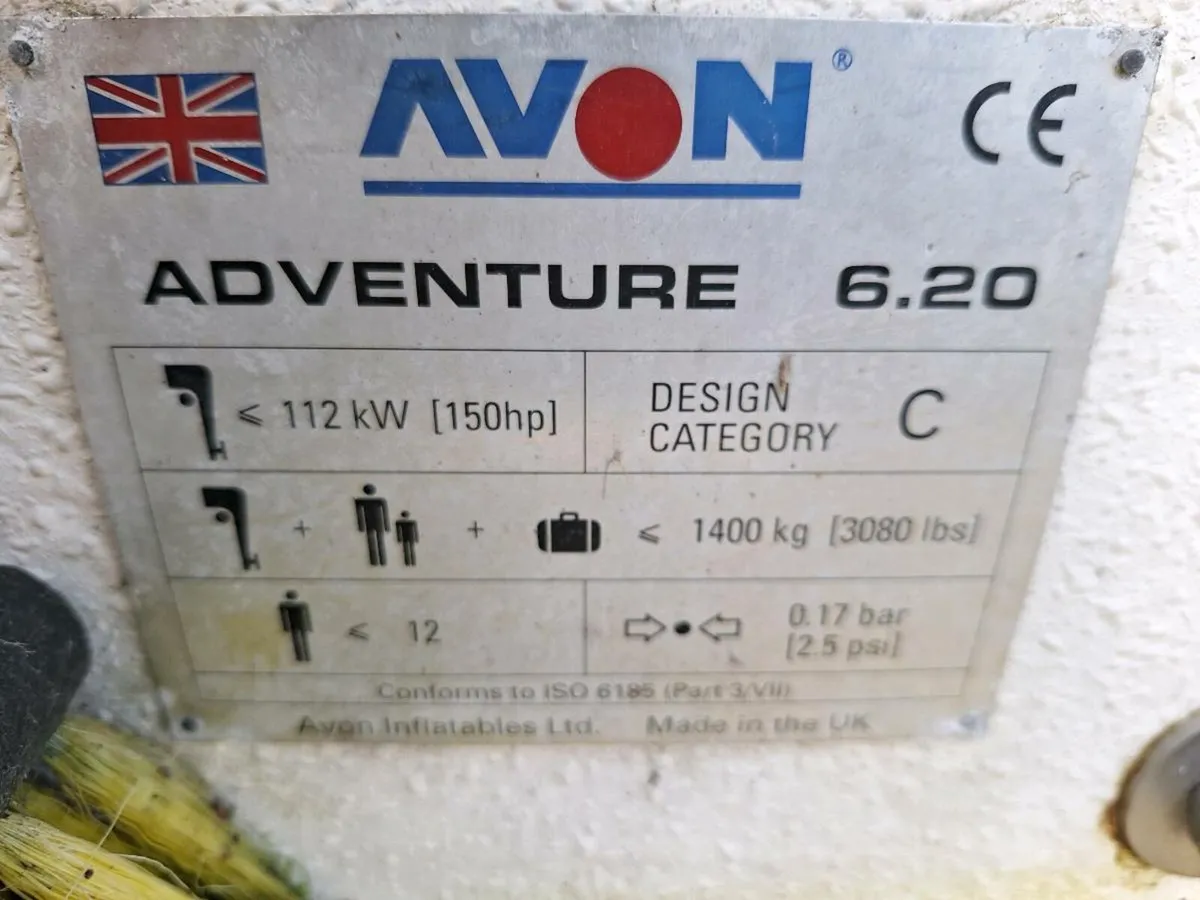 AVON®
CE
ADVENTURE 6.20
⩽ 112 kW [150hp]
DESIGN
CATEGORY C
+ + ⩽ 1400 kg [3080 lbs]
⩽ 12
0.17 bar
[2.5 psi]
Conforms to ISO 6185 (Part 3/VII)
Avon Inflatables Ltd. Made in the UK